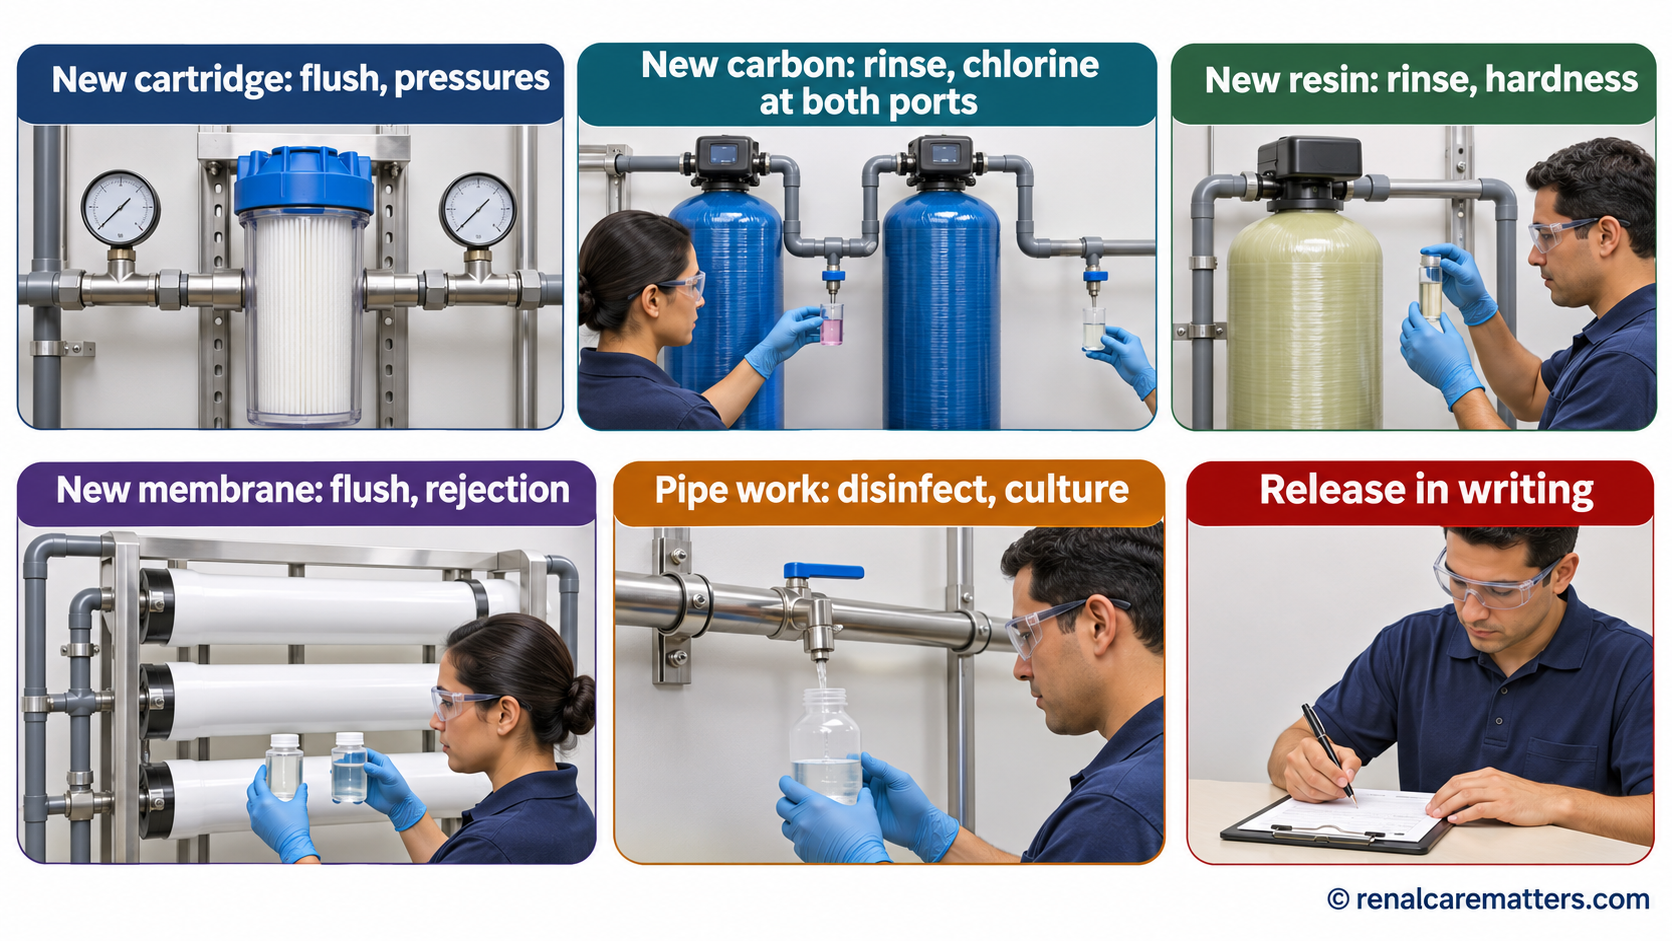 New cartridge: flush, pressures
New carbon: rinse, chlorine
at both ports
New resin: rinse, hardness
New membrane: flush, rejection
Pipe work: disinfect, culture
Release in writing
© renalcarematters.com